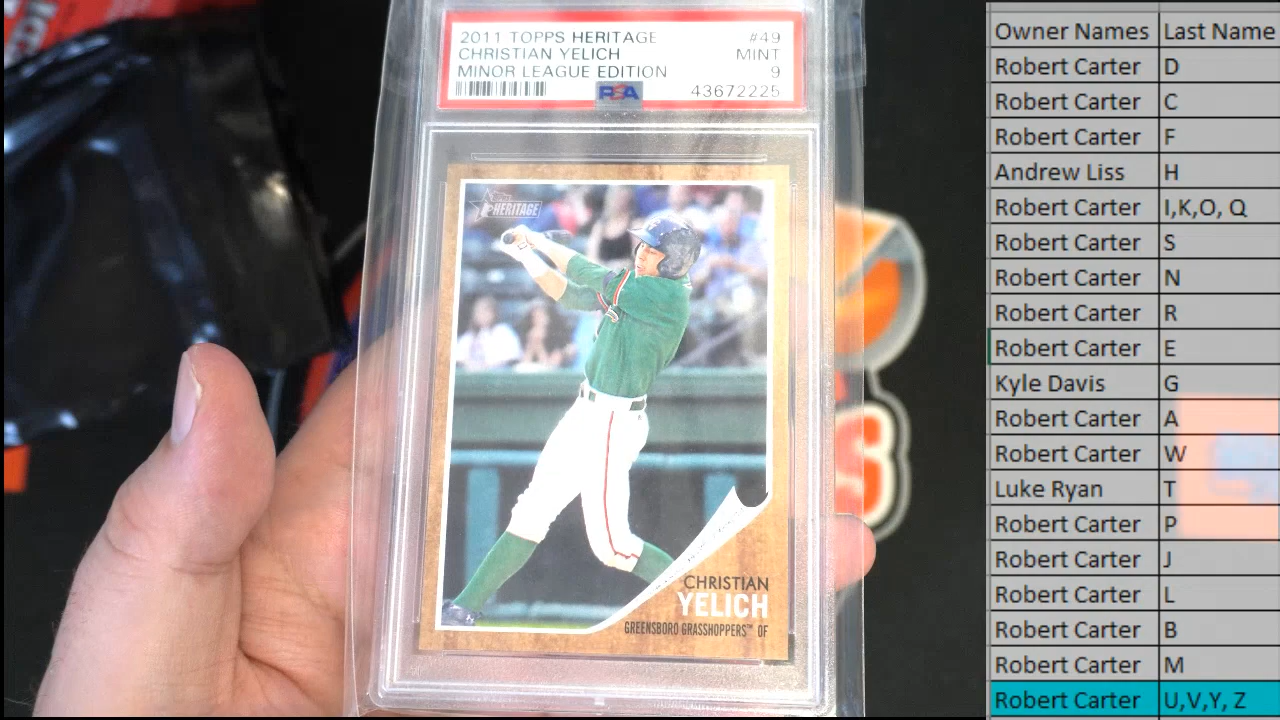 2011 TOPPS HERITAGE #49
CHRISTIAN YELICH MINT
MINOR LEAGUE EDITION 9
PSA 43672225
HERITAGE
CHRISTIAN
YELICH
GREENSBORO GRASSHOPPERS™ OF
Owner Names Last Name
Robert Carter D
Robert Carter C
Robert Carter F
Andrew Liss H
Robert Carter I,K,O, Q
Robert Carter S
Robert Carter N
Robert Carter R
Robert Carter E
Kyle Davis G
Robert Carter A
Robert Carter W
Luke Ryan T
Robert Carter P
Robert Carter J
Robert Carter L
Robert Carter B
Robert Carter M
Robert Carter U,V,Y, Z